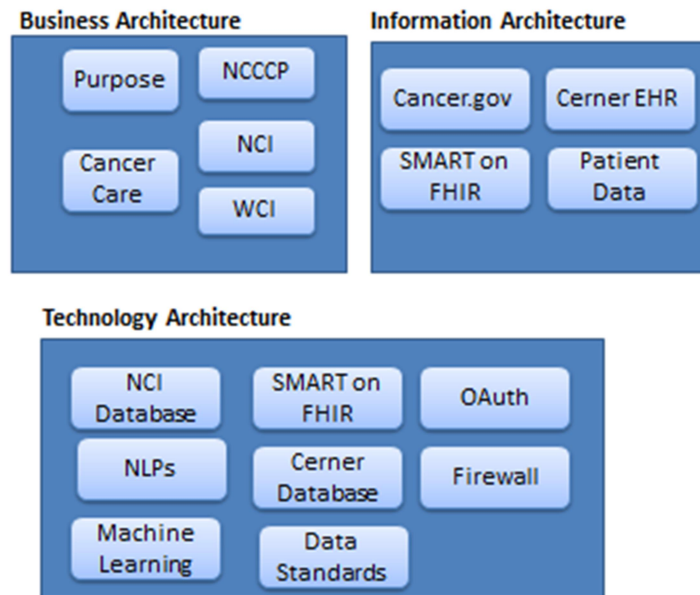 Business Architecture
Purpose
NCCCP
Cancer
Care
NCI
WCI
Information Architecture
Cancer.gov
Cerner EHR
SMART on
FHIR
Patient
Data
Technology Architecture
NCI
Database
SMART on
FHIR
OAuth
NLPs
Cerner
Database
Firewall
Machine
Learning
Data
Standards